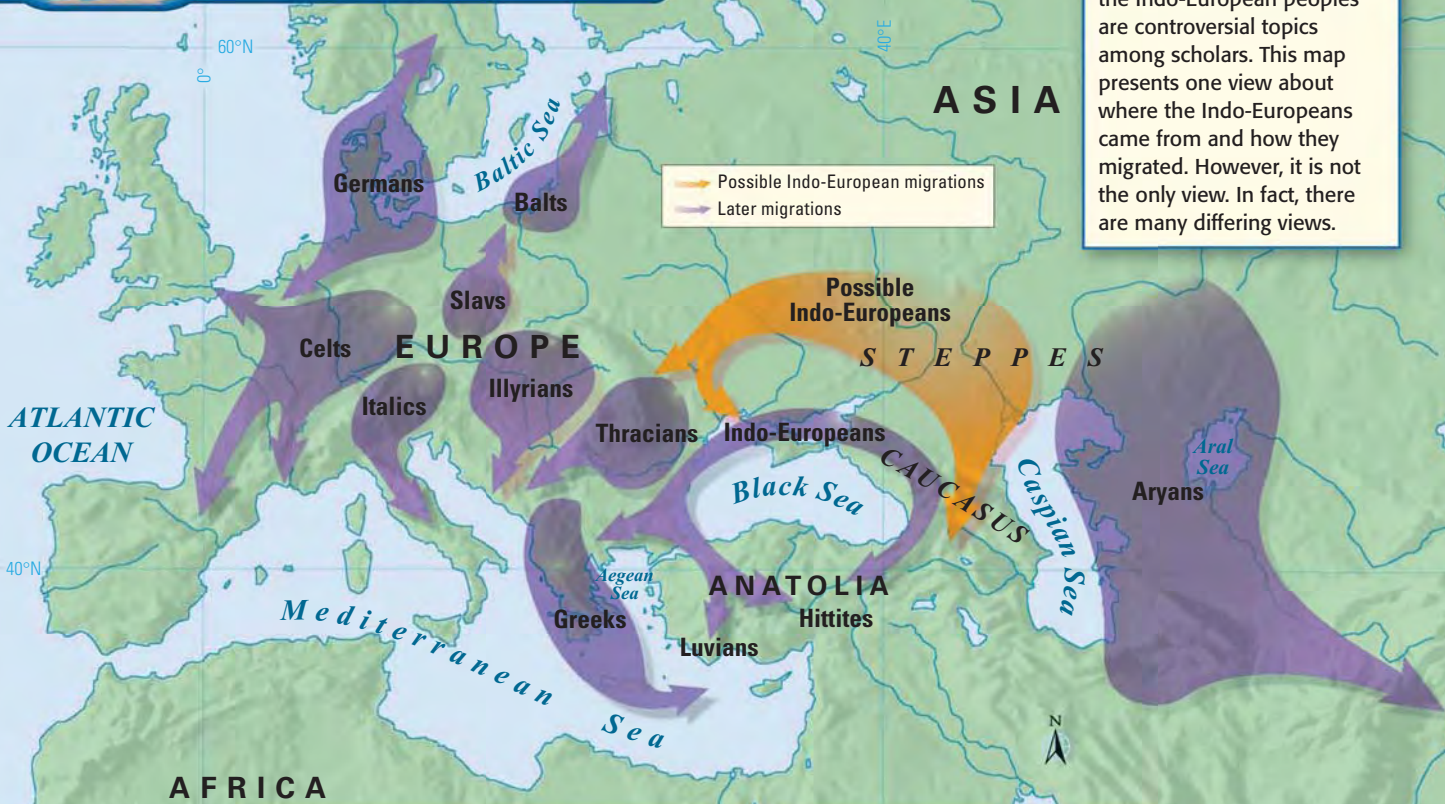 the Indo-European peoples
are controversial topics
among scholars. This map
presents one view about
where the Indo-Europeans
came from and how they
migrated. However, it is not
the only view. In fact, there
are many differing views.
60°N
0°
40°E
ASIA
Baltic Sea
Germans
Balts
Possible Indo-European migrations
Later migrations
Slavs
Possible
Indo-Europeans
Celts
EUROPE
STEPPES
Illyrians
Italics
ATLANTIC
OCEAN
Thracians
Indo-Europeans
CAUCASUS
Aral
Sea
Black Sea
Caspian Sea
Aryans
40°N
Aegean
Sea
ANATOLIA
Mediterranean Sea
Greeks
Hittites
Luvians
N
AFRICA